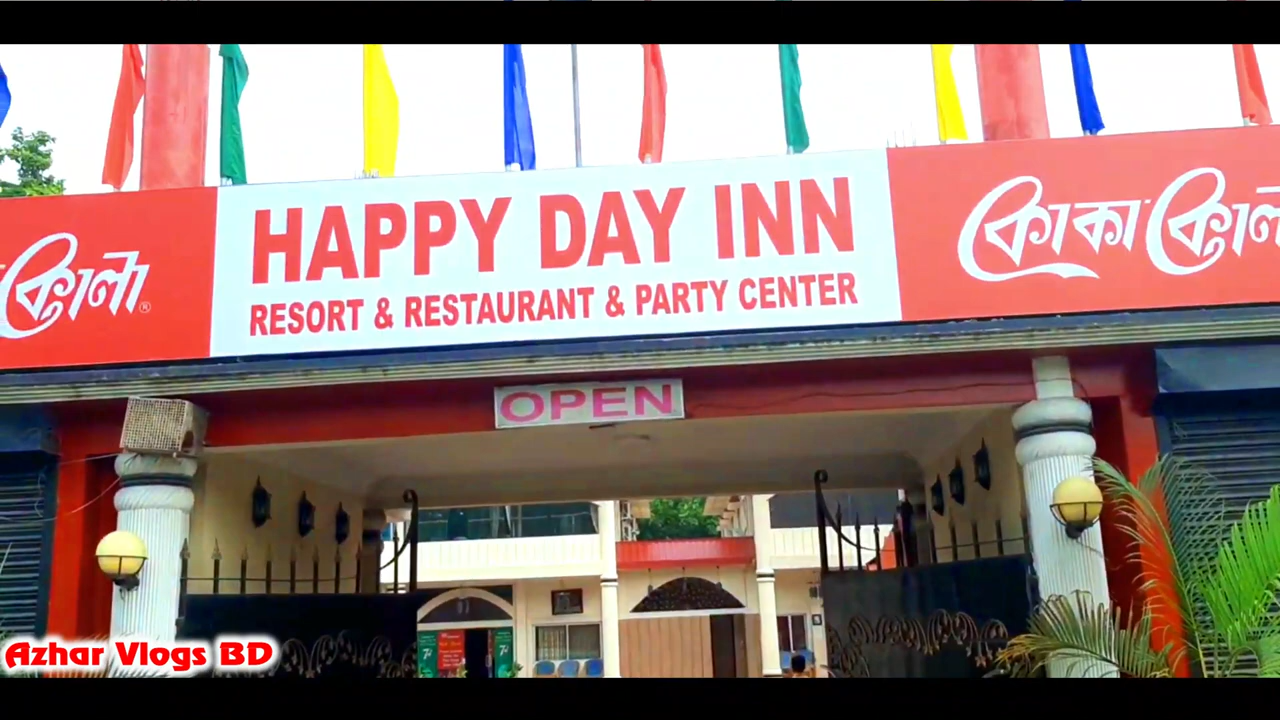 HAPPY DAY INN
RESORT & RESTAURANT & PARTY CENTER
কোলা®
কোকা-কোলা
OPEN
Azhar Vlogs BD